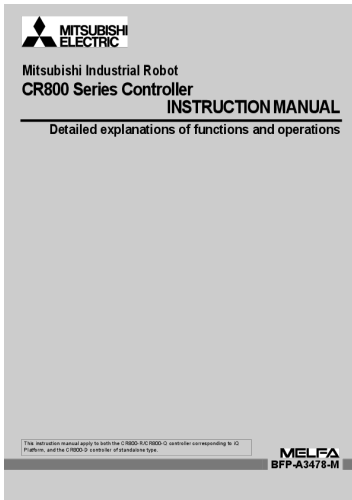 MITSUBISHI
ELECTRIC
Mitsubishi Industrial Robot
CR800 Series Controller
INSTRUCTION MANUAL
Detailed explanations of functions and operations
This instruction manual apply to both the CR800-R/CR800-Q controller corresponding to iQ
Platform, and the CR800-D controller of standalone type.
MELFA
BFP-A3478-M